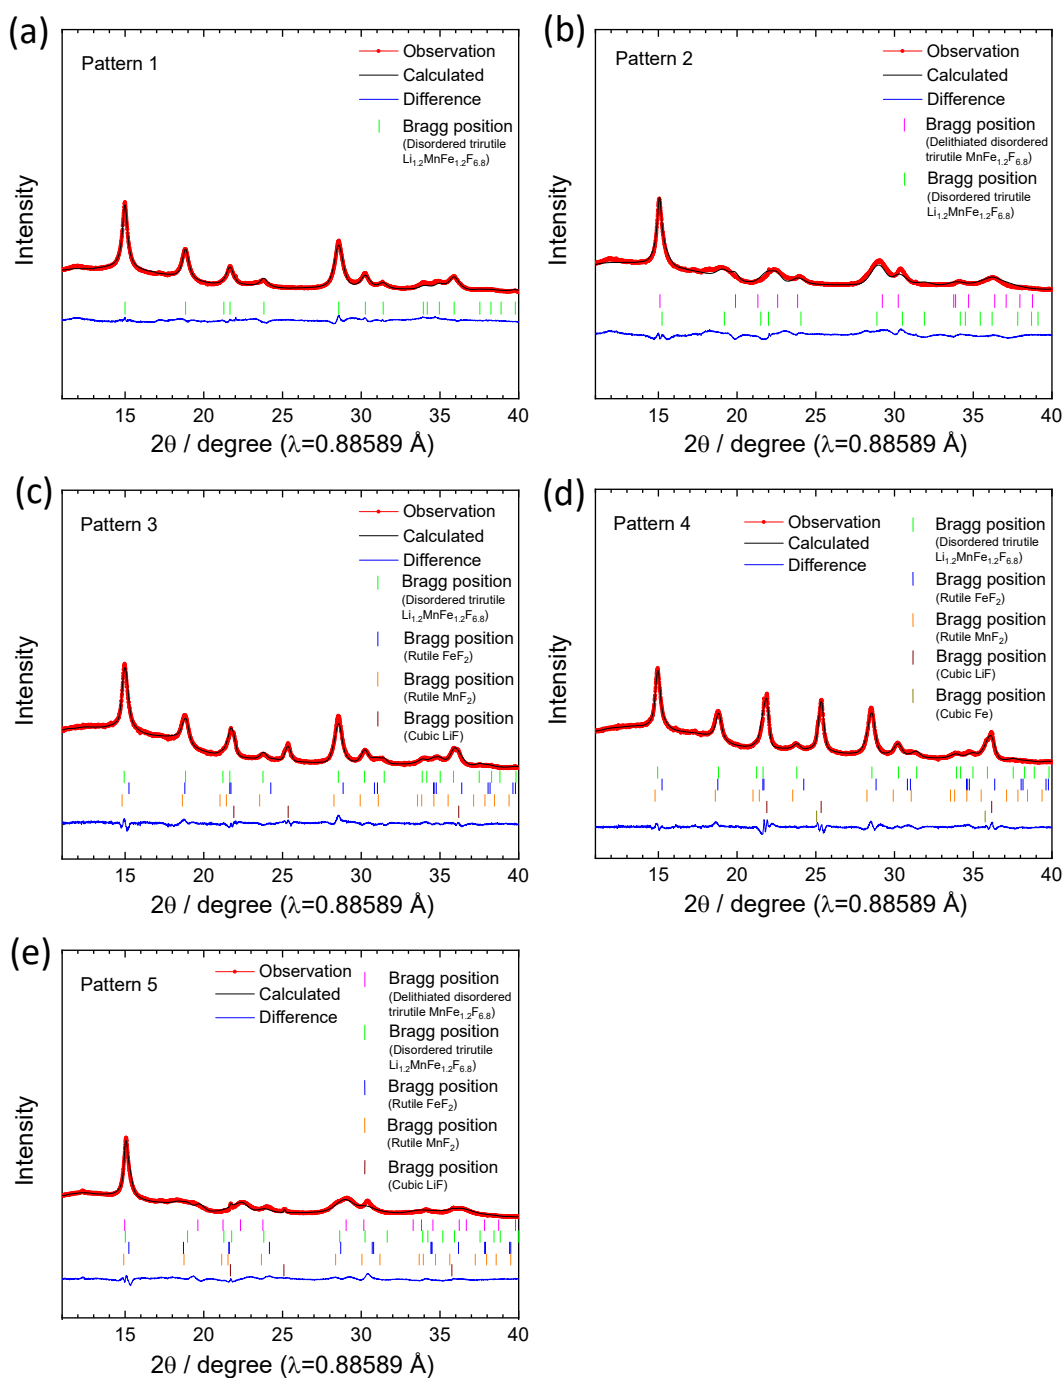 (a)
Pattern 1
Observation
Calculated
Difference
Bragg position
(Disordered trirutile
Li1.2MnFe1.2F6.8)
Intensity
15 20 25 30 35 40
2θ / degree (λ=0.88589 Å)
(b)
Pattern 2
Observation
Calculated
Difference
Bragg position
(Delithiated disordered
trirutile MnFe1.2F6.8)
Bragg position
(Disordered trirutile
Li1.2MnFe1.2F6.8)
Intensity
15 20 25 30 35 40
2θ / degree (λ=0.88589 Å)
(c)
Pattern 3
Observation
Calculated
Difference
Bragg position
(Disordered trirutile
Li1.2MnFe1.2F6.8)
Bragg position
(Rutile FeF2)
Bragg position
(Rutile MnF2)
Bragg position
(Cubic LiF)
Intensity
15 20 25 30 35 40
2θ / degree (λ=0.88589 Å)
(d)
Pattern 4
Observation
Calculated
Difference
Bragg position
(Disordered trirutile
Li1.2MnFe1.2F6.8)
Bragg position
(Rutile FeF2)
Bragg position
(Rutile MnF2)
Bragg position
(Cubic LiF)
Bragg position
(Cubic Fe)
Intensity
15 20 25 30 35 40
2θ / degree (λ=0.88589 Å)
(e)
Pattern 5
Observation
Calculated
Difference
Bragg position
(Delithiated disordered
trirutile MnFe1.2F6.8)
Bragg position
(Disordered trirutile
Li1.2MnFe1.2F6.8)
Bragg position
(Rutile FeF2)
Bragg position
(Rutile MnF2)
Bragg position
(Cubic LiF)
Intensity
15 20 25 30 35 40
2θ / degree (λ=0.88589 Å)